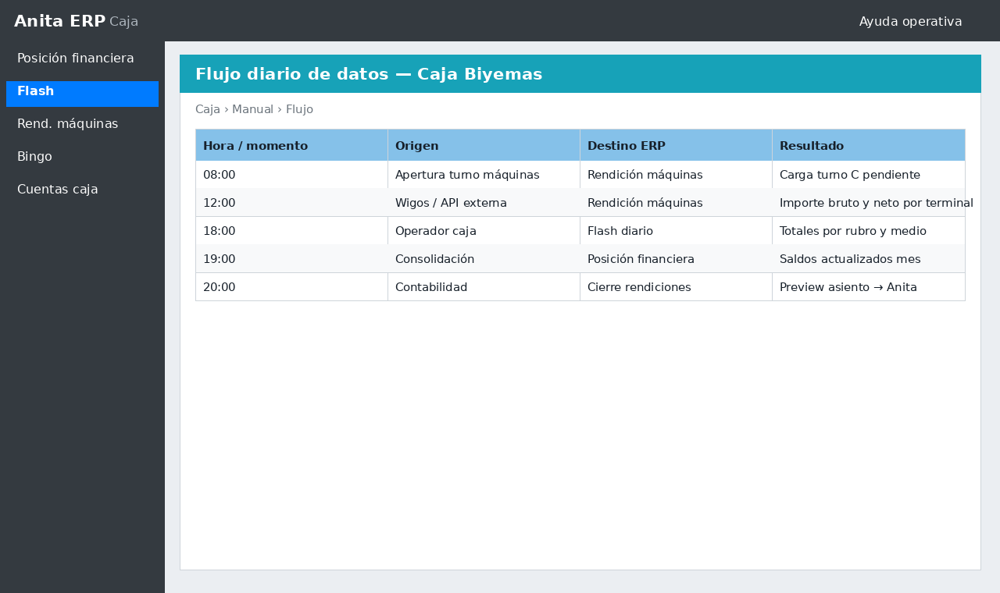 Anita ERP Caja
Ayuda operativa
Posición financiera
Flash
Rend. máquinas
Bingo
Cuentas caja
Flujo diario de datos — Caja Biyemas
Caja › Manual › Flujo
Hora / momento Origen Destino ERP Resultado
08:00 Apertura turno máquinas Rendición máquinas Carga turno C pendiente
12:00 Wigos / API externa Rendición máquinas Importe bruto y neto por terminal
18:00 Operador caja Flash diario Totales por rubro y medio
19:00 Consolidación Posición financiera Saldos actualizados mes
20:00 Contabilidad Cierre rendiciones Preview asiento → Anita